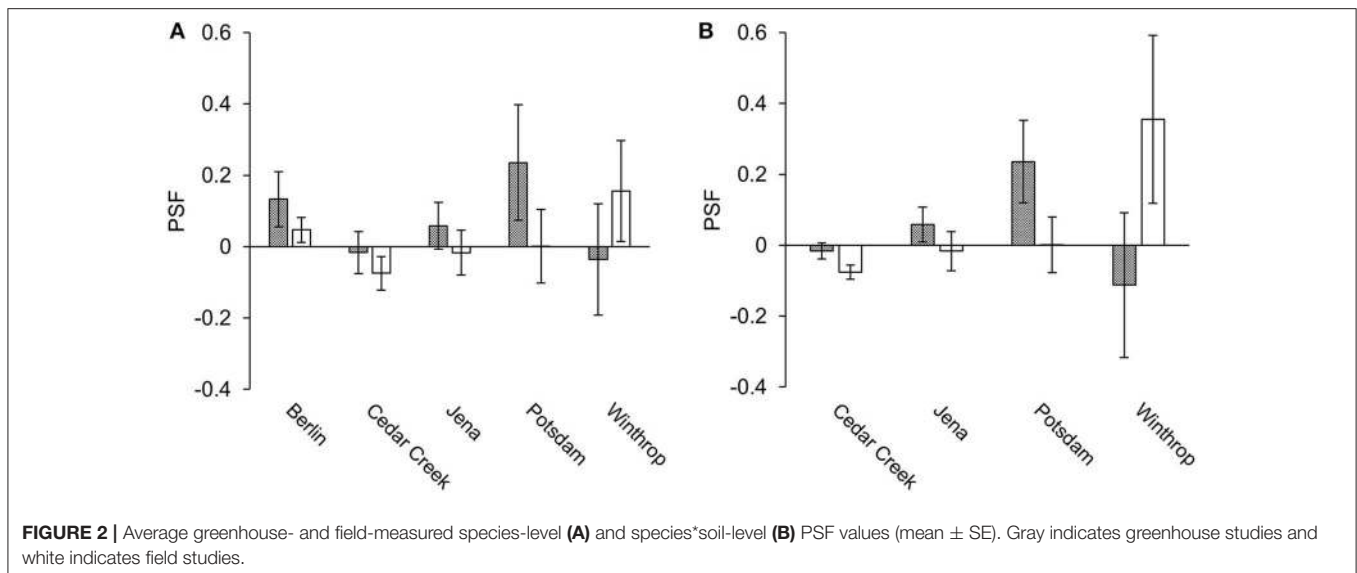 A
0.6
0.4
0.2
0
-0.2
-0.4
PSF
Berlin
Cedar Creek
Jena
Potsdam
Winthrop
B
0.6
0.4
0.2
0
-0.2
-0.4
PSF
Cedar Creek
Jena
Potsdam
Winthrop
FIGURE 2 | Average greenhouse- and field-measured species-level (A) and species*soil-level (B) PSF values (mean ± SE). Gray indicates greenhouse studies and
white indicates field studies.